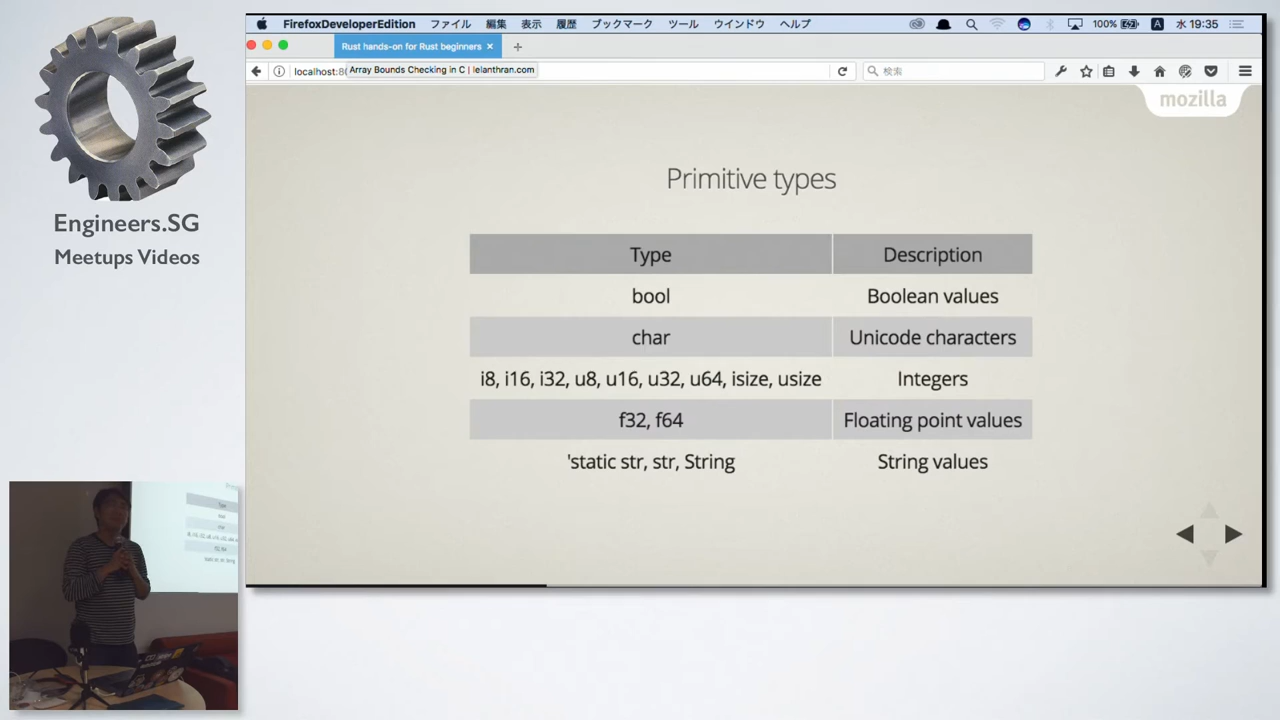 FirefoxDeveloperEdition ファイル 編集 表示 履歴 ブックマーク ツール ウインドウ ヘルプ 100% A 水 19:35
Rust hands-on for Rust beginners × +
localhost:8 Array Bounds Checking in C | lelanthran.com 検索
mozilla
Engineers.SG
Meetups Videos
Primitive types
Type Description
bool Boolean values
char Unicode characters
i8, i16, i32, u8, u16, u32, u64, isize, usize Integers
f32, f64 Floating point values
'static str, str, String String values